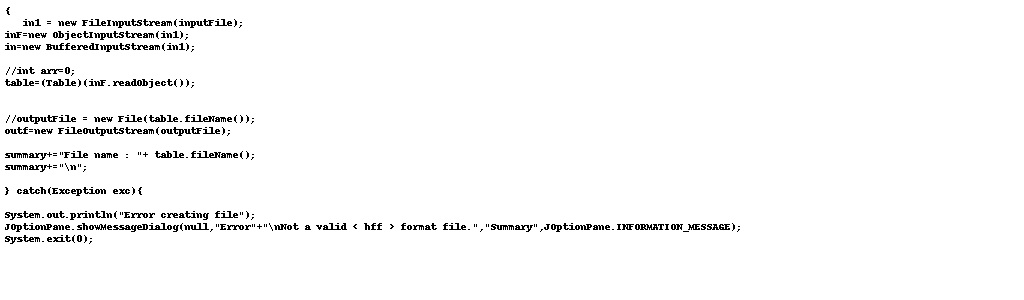 {
in1 = new FileInputStream(inputFile);
inF=new ObjectInputStream(in1);
in=new BufferedInputStream(in1);
//int arr=0;
table=(Table)(inF.readObject());
//outputFile = new File(table.fileName());
outf=new FileOutputStream(outputFile);
summary+="File name : "+ table.fileName();
summary+="\n";
} catch(Exception exc){
System.out.println("Error creating file");
JOptionPane.showMessageDialog(null,"Error"+"\nNot a valid < hff > format file.","Summary",JOptionPane.INFORMATION_MESSAGE);
System.exit(0);